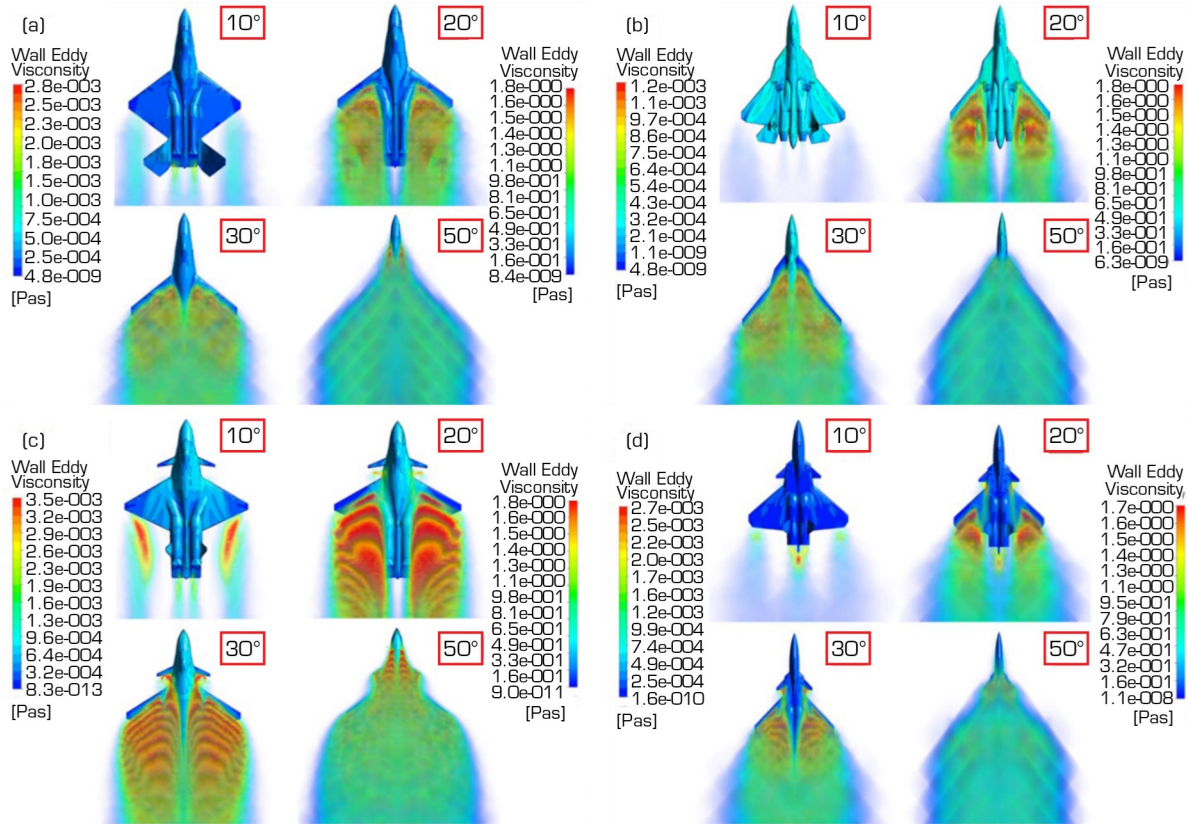 (a)
10°
20°
Wall Eddy
Visconsity
2.8e-003
2.5e-003
2.3e-003
2.0e-003
1.8e-003
1.5e-003
1.0e-003
7.5e-004
5.0e-004
2.5e-004
4.8e-009
[Pas]
Wall Eddy
Visconsity
1.8e-000
1.6e-000
1.5e-000
1.3e-000
1.1e-000
9.8e-001
8.1e-001
6.5e-001
4.9e-001
3.3e-001
1.6e-001
8.4e-009
[Pas]
30°
50°
(b)
10°
20°
Wall Eddy
Visconsity
1.2e-003
1.1e-003
9.7e-004
8.6e-004
7.5e-004
6.4e-004
5.4e-004
4.3e-004
3.2e-004
2.1e-004
1.1e-009
4.8e-009
[Pas]
Wall Eddy
Visconsity
1.8e-000
1.6e-000
1.5e-000
1.4e-000
1.1e-000
9.8e-001
8.1e-001
6.5e-001
4.9e-001
3.1e-001
1.6e-001
6.3e-009
[Pas]
30°
50°
(c)
10°
20°
Wall Eddy
Visconsity
3.5e-003
3.2e-003
2.9e-003
2.6e-003
2.3e-003
1.9e-003
1.6e-003
1.3e-003
9.6e-004
6.4e-004
3.2e-004
8.3e-013
[Pas]
Wall Eddy
Visconsity
1.8e-000
1.6e-000
1.5e-000
1.4e-000
1.3e-000
1.1e-000
9.8e-001
8.1e-001
6.5e-001
4.9e-001
3.3e-001
1.6e-001
9.0e-011
[Pas]
30°
50°
(d)
10°
20°
Wall Eddy
Visconsity
2.7e-003
2.5e-003
2.2e-003
2.0e-003
1.7e-003
1.6e-003
1.2e-003
9.9e-004
7.4e-004
4.9e-004
2.5e-004
1.6e-010
[Pas]
Wall Eddy
Visconsity
1.7e-000
1.6e-000
1.5e-000
1.4e-000
1.3e-000
1.1e-000
9.5e-001
7.9e-001
6.3e-001
4.7e-001
3.2e-001
1.6e-001
1.1e-008
[Pas]
30°
50°